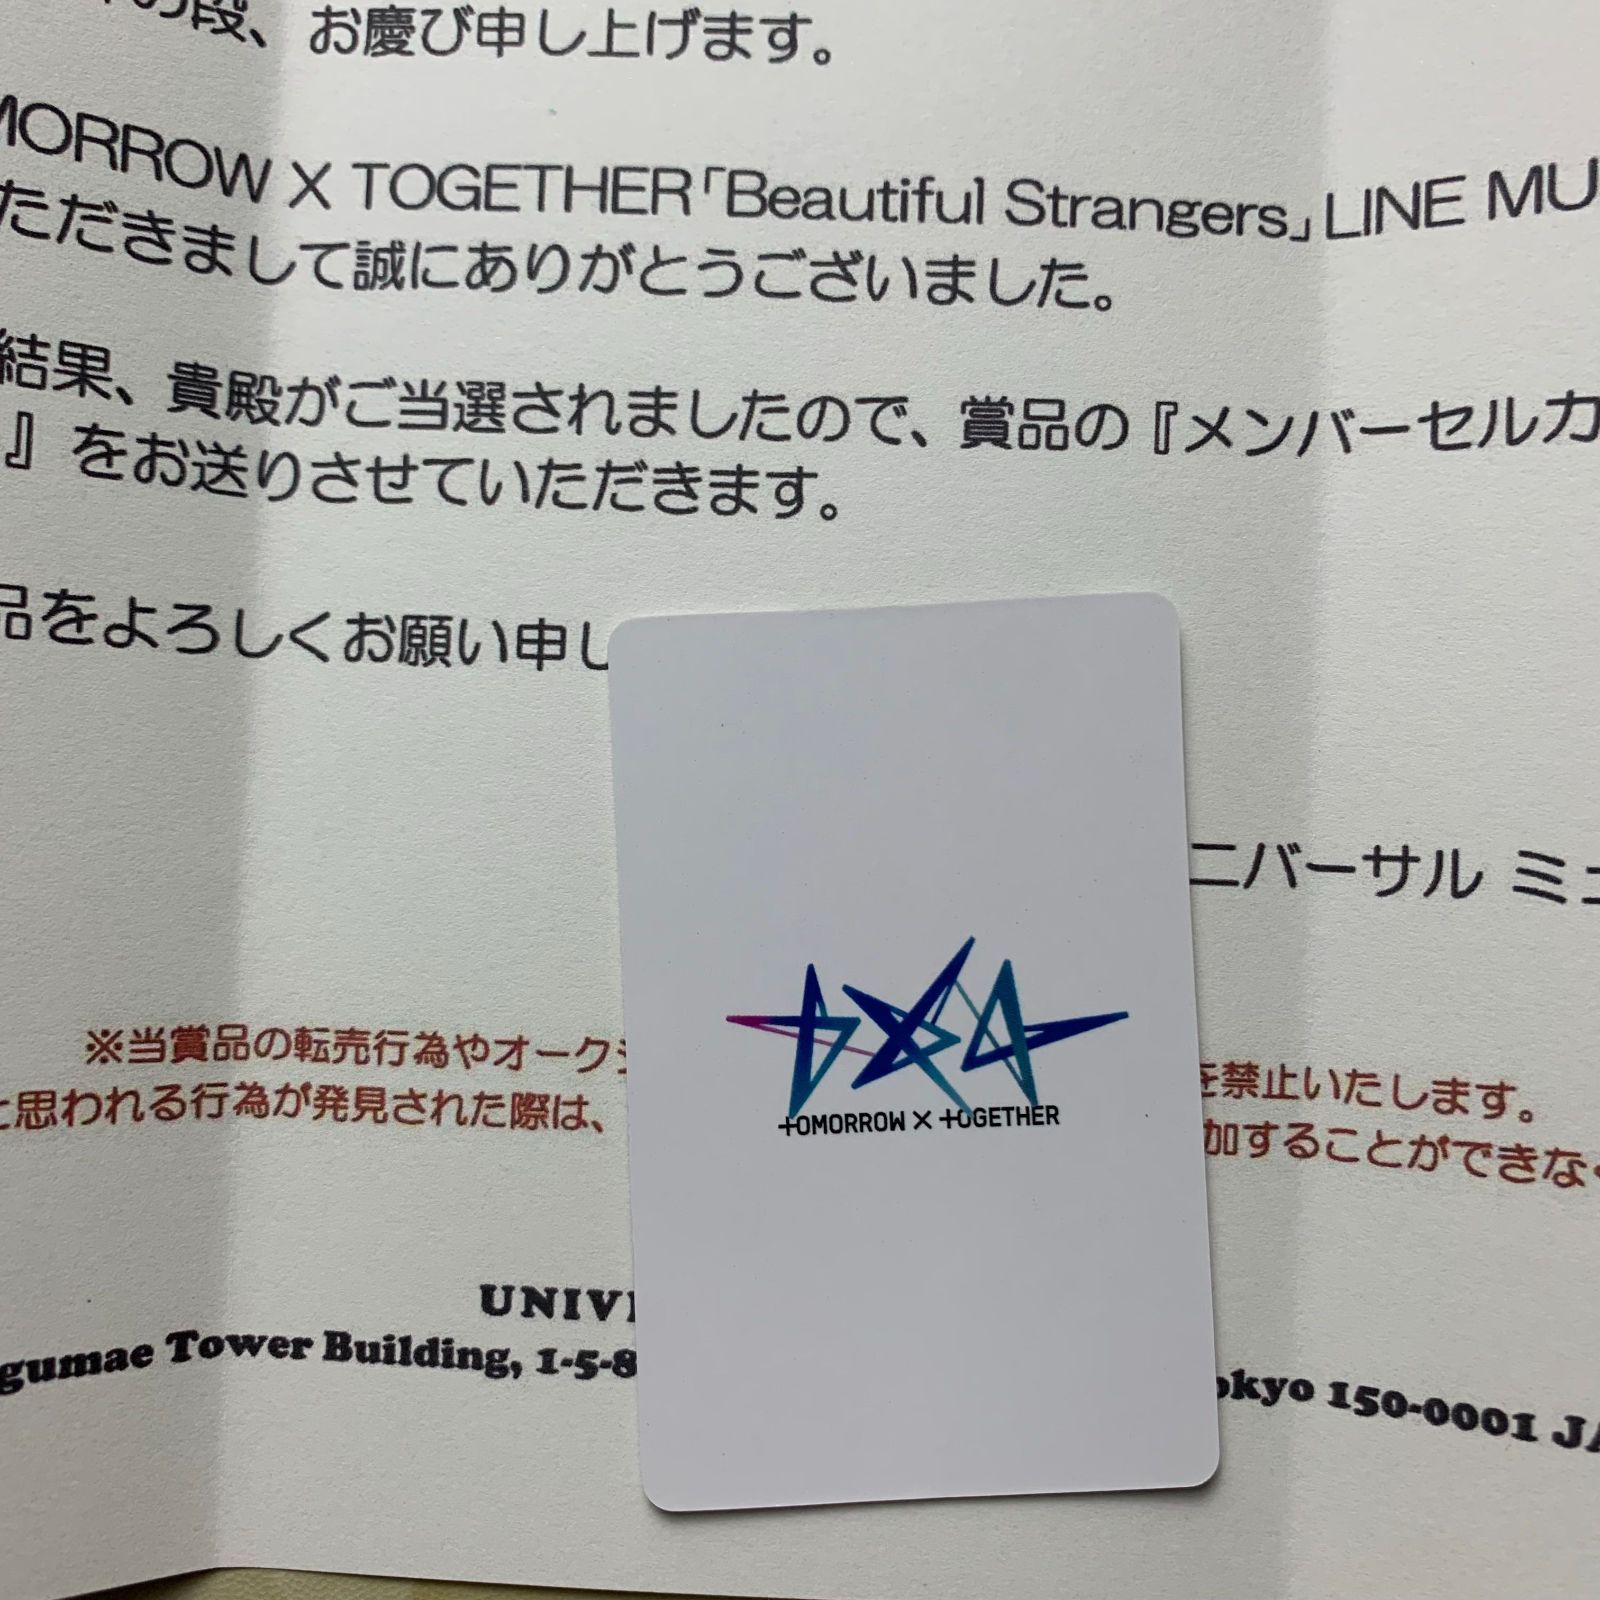 の段、お慶び申し上げます。
MORROW X TOGETHER「Beautiful Strangers」LINE MU
ただきまして誠にありがとうございました。
結果、貴殿がご当選されましたので、賞品の『メンバーセルカ
』をお送りさせていただきます。
品をよろしくお願い申し
ニバーサル ミュ
※当賞品の転売行為やオーク
を禁止いたします。
と思われる行為が発見された際は、
加することができなく
TOMORROW X TOGETHER
UNIVE
gumae Tower Building, 1-5-8
okyo 150-0001 JA